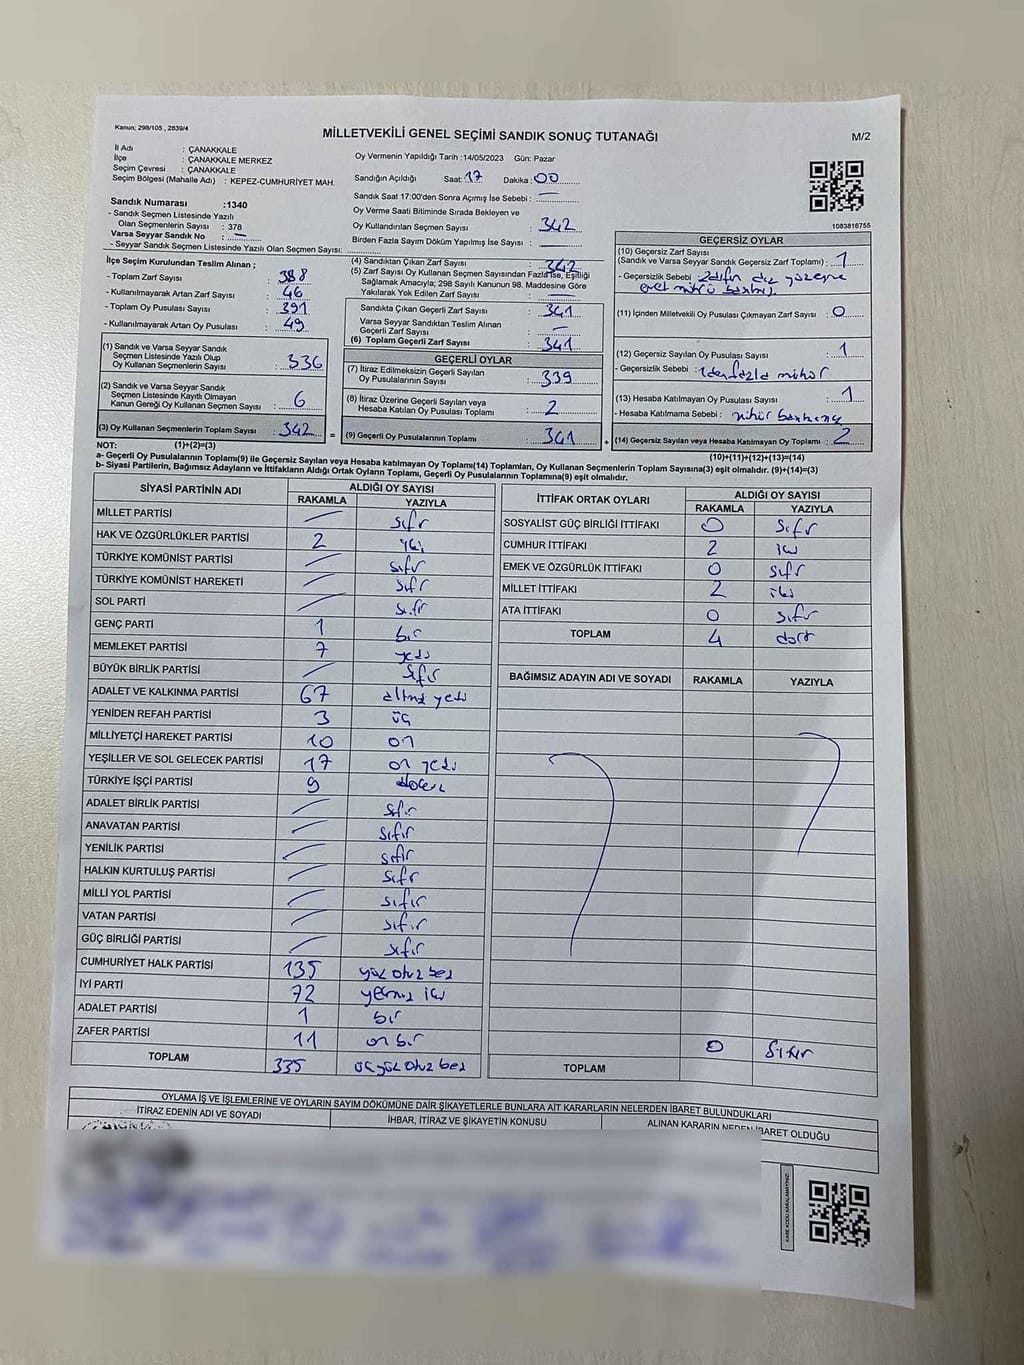 Kanun; 298/105 , 2839/4
MİLLETVEKİLİ GENEL SEÇİMİ SANDIK SONUÇ TUTANAĞI
M/2
İl Adı : ÇANAKKALE
İlçe : ÇANAKKALE MERKEZ
Seçim Çevresi : ÇANAKKALE
Seçim Bölgesi (Mahalle Adı) : KEPEZ-CUMHURİYET MAH.
Sandık Numarası :1340
- Sandık Seçmen Listesinde Yazılı
Olan Seçmenlerin Sayısı : 378
Varsa Seyyar Sandık No : —
- Seyyar Sandık Seçmen Listesinde Yazılı Olan Seçmen Sayısı:
Oy Vermenin Yapıldığı Tarih :14/05/2023 Gün: Pazar
Sandığın Açıldığı Saat: 17 Dakika: 00
Sandık Saat 17:00'den Sonra Açılmış İse Sebebi : —
Oy Verme Saati Bitiminde Sırada Bekleyen ve
Oy Kullandırılan Seçmen Sayısı : 342
Birden Fazla Sayım Döküm Yapılmış İse Sayısı :
1083816755
İlçe Seçim Kurulundan Teslim Alınan ;
- Toplam Zarf Sayısı : 388
- Kullanılmayarak Artan Zarf Sayısı : 46
- Toplam Oy Pusulası Sayısı : 391
- Kullanılmayarak Artan Oy Pusulası : 49
(1) Sandık ve Varsa Seyyar Sandık
Seçmen Listesinde Yazılı Olup
Oy Kullanan Seçmenlerin Sayısı : 336
(2) Sandık ve Varsa Seyyar Sandık
Seçmen Listesinde Kayıtlı Olmayan
Kanun Gereği Oy Kullanan Seçmen Sayısı : 6
(3) Oy Kullanan Seçmenlerin Toplam Sayısı : 342
(1)+(2)=(3)
(4) Sandıktan Çıkan Zarf Sayısı : 342
(5) Zarf Sayısı Oy Kullanan Seçmen Sayısından Fazla İse, Eşitliği
Sağlamak Amacıyla; 298 Sayılı Kanunun 98. Maddesine Göre
Yakılarak Yok Edilen Zarf Sayısı : —
Sandıkta Çıkan Geçerli Zarf Sayısı : 341
Varsa Seyyar Sandıktan Teslim Alınan
Geçerli Zarf Sayısı : —
(6) Toplam Geçerli Zarf Sayısı : 341
GEÇERLİ OYLAR
(7) İtiraz Edilmeksizin Geçerli Sayılan
Oy Pusulalarının Sayısı : 339
(8) İtiraz Üzerine Geçerli Sayılan veya
Hesaba Katılan Oy Pusulası Toplamı : 2
= (9) Geçerli Oy Pusulalarının Toplamı : 341
GEÇERSİZ OYLAR
(10) Geçersiz Zarf Sayısı
(Sandık ve Varsa Seyyar Sandık Geçersiz Zarf Toplamı) : 1
- Geçersizlik Sebebi : Zarfın dış yüzeyine
evet mührü basılmış
(11) İçinden Milletvekili Oy Pusulası Çıkmayan Zarf Sayısı : 0
(12) Geçersiz Sayılan Oy Pusulası Sayısı : 1
- Geçersizlik Sebebi : 1den fazla mühür
(13) Hesaba Katılmayan Oy Pusulası Sayısı : 1
- Hesaba Katılmama Sebebi : mühür
+ (14) Geçersiz Sayılan veya Hesaba Katılmayan Oy Toplamı : 2
(10)+(11)+(12)+(13)=(14)
NOT:
a- Geçerli Oy Pusulalarının Toplamı(9) ile Geçersiz Sayılan veya Hesaba katılmayan Oy Toplamı(14) Toplamları, Oy Kullanan Seçmenlerin Toplam Sayısına(3) eşit olmalıdır. (9)+(14)=(3)
b- Siyasi Partilerin, Bağımsız Adayların ve İttifakların Aldığı Ortak Oyların Toplamı, Geçerli Oy Pusulalarının Toplamına(9) eşit olmalıdır.
SİYASİ PARTİNİN ADI ALDIĞI OY SAYISI
RAKAMLA YAZIYLA
MİLLET PARTİSİ — sıfır
HAK VE ÖZGÜRLÜKLER PARTİSİ 2 iki
TÜRKİYE KOMÜNİST PARTİSİ — sıfır
TÜRKİYE KOMÜNİST HAREKETİ — sıfır
SOL PARTİ — sıfır
GENÇ PARTİ 1 bir
MEMLEKET PARTİSİ 7 yedi
BÜYÜK BİRLİK PARTİSİ — sıfır
ADALET VE KALKINMA PARTİSİ 67 altmış yedi
YENİDEN REFAH PARTİSİ 3 üç
MİLLİYETÇİ HAREKET PARTİSİ 10 on
YEŞİLLER VE SOL GELECEK PARTİSİ 17 on yedi
TÜRKİYE İŞÇİ PARTİSİ 9 dokuz
ADALET BİRLİK PARTİSİ — sıfır
ANAVATAN PARTİSİ — sıfır
YENİLİK PARTİSİ — sıfır
HALKIN KURTULUŞ PARTİSİ — sıfır
MİLLİ YOL PARTİSİ — sıfır
VATAN PARTİSİ — sıfır
GÜÇ BİRLİĞİ PARTİSİ — sıfır
CUMHURİYET HALK PARTİSİ 135 yüz otuz beş
İYİ PARTİ 72 yetmiş iki
ADALET PARTİSİ 1 bir
ZAFER PARTİSİ 11 on bir
TOPLAM 335 üç yüz otuz beş
İTTİFAK ORTAK OYLARI ALDIĞI OY SAYISI
RAKAMLA YAZIYLA
SOSYALİST GÜÇ BİRLİĞİ İTTİFAKI 0 sıfır
CUMHUR İTTİFAKI 2 iki
EMEK VE ÖZGÜRLÜK İTTİFAKI 0 sıfır
MİLLET İTTİFAKI 2 iki
ATA İTTİFAKI 0 sıfır
TOPLAM 4 dört
BAĞIMSIZ ADAYIN ADI VE SOYADI RAKAMLA YAZIYLA
0 sıfır
TOPLAM
OYLAMA İŞ VE İŞLEMLERİNE VE OYLARIN SAYIM DÖKÜMÜNE DAİR ŞİKAYETLERLE BUNLARA AİT KARARLARIN NELERDEN İBARET BULUNDUKLARI
İTİRAZ EDENİN ADI VE SOYADI İHBAR, İTİRAZ VE ŞİKAYETİN KONUSU ALINAN KARARIN NEDEN İBARET OLDUĞU
KARE KODU KARALAMAYINIZ!